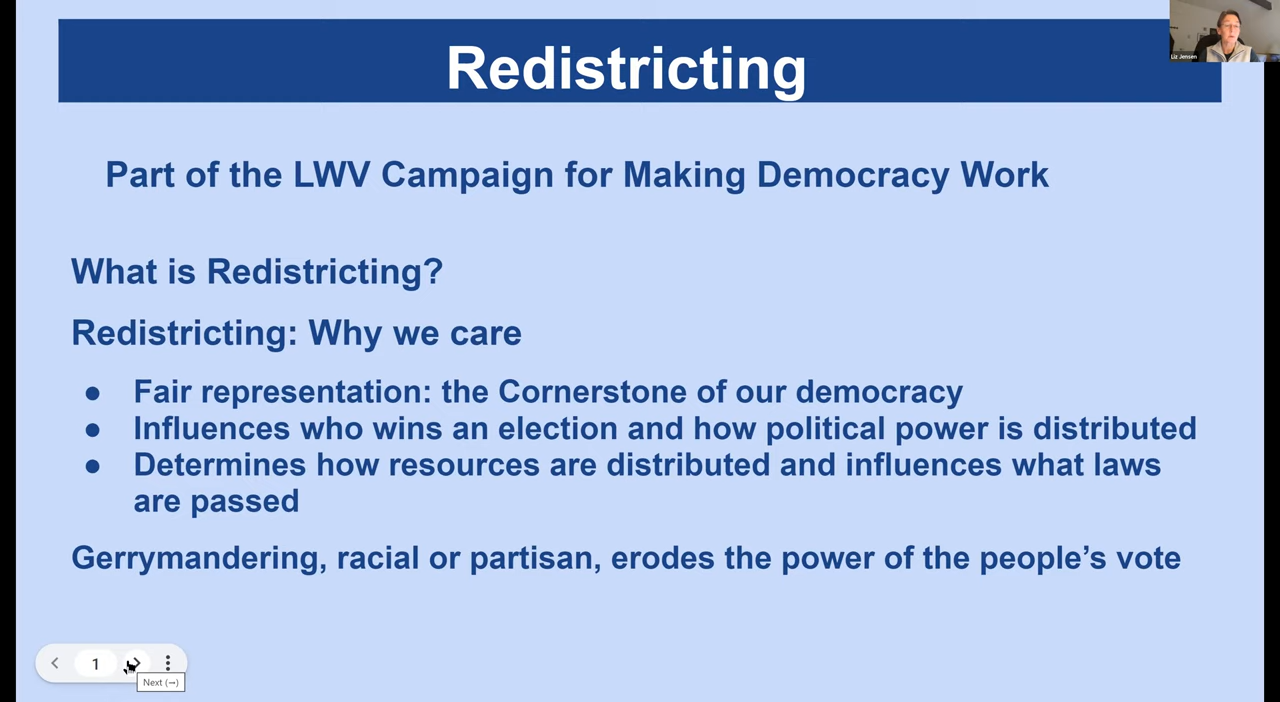 Redistricting
Liz Jensen
Part of the LWV Campaign for Making Democracy Work
What is Redistricting?
Redistricting: Why we care
● Fair representation: the Cornerstone of our democracy
● Influences who wins an election and how political power is distributed
● Determines how resources are distributed and influences what laws
are passed
Gerrymandering, racial or partisan, erodes the power of the people’s vote
1
Next (→)